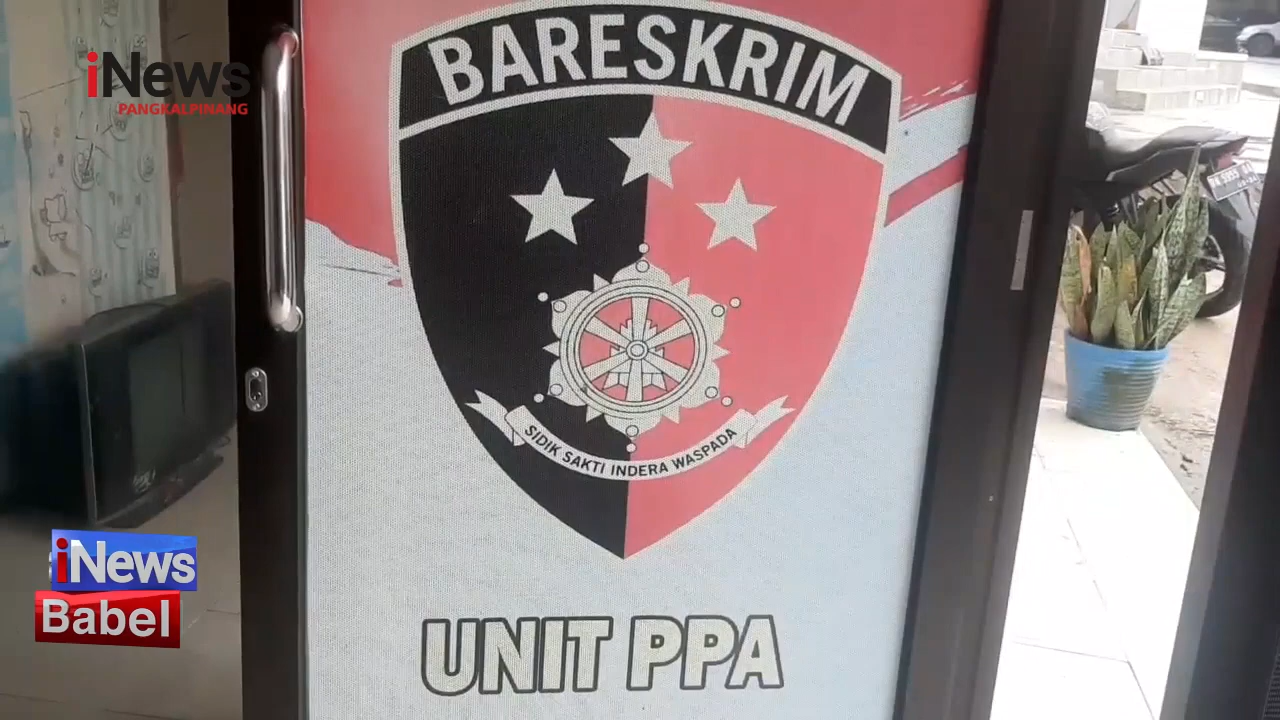 iNews
PANGKALPINANG
BARESKRIM
SIDIK SAKTI INDERA WASPADA
iNews
Babel
UNIT PPA